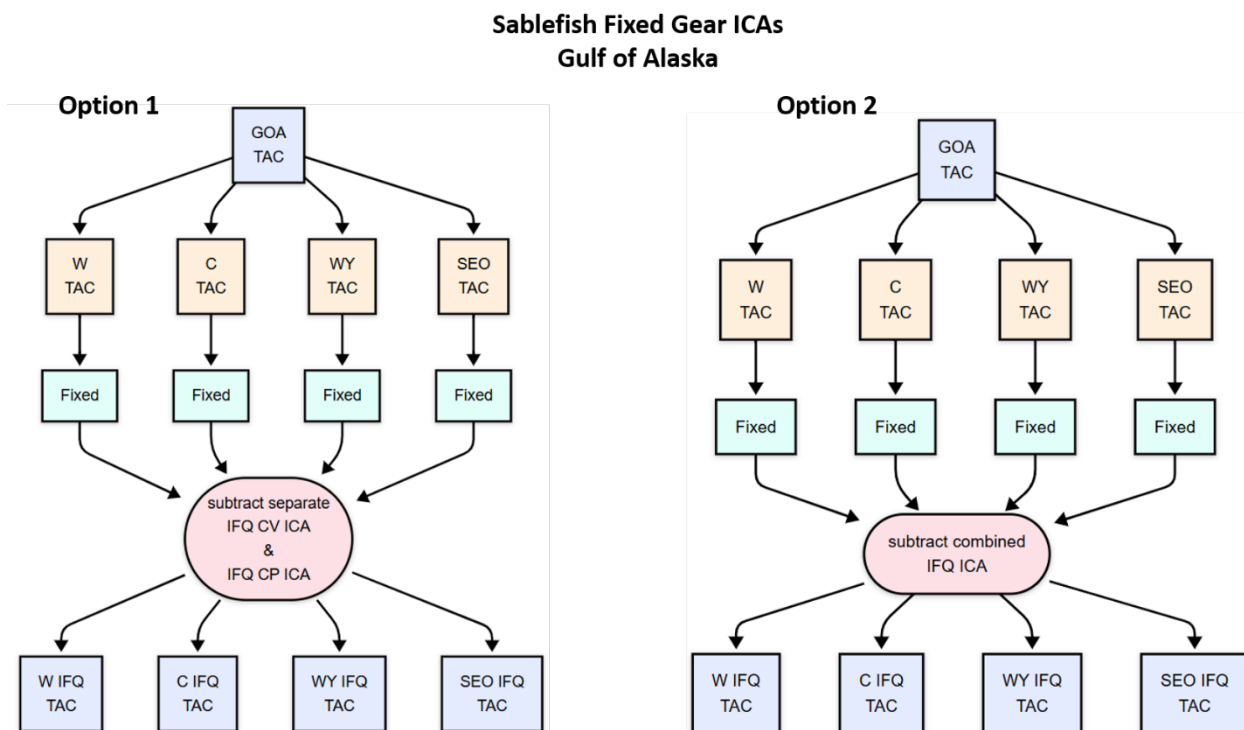 Sablefish Fixed Gear ICAs
Gulf of Alaska
Option 1
GOA
TAC
W
TAC
C
TAC
WY
TAC
SEO
TAC
Fixed
Fixed
Fixed
Fixed
subtract separate
IFQ CV ICA
&
IFQ CP ICA
W IFQ
TAC
C IFQ
TAC
WY IFQ
TAC
SEO IFQ
TAC
Option 2
GOA
TAC
W
TAC
C
TAC
WY
TAC
SEO
TAC
Fixed
Fixed
Fixed
Fixed
subtract combined
IFQ ICA
W IFQ
TAC
C IFQ
TAC
WY IFQ
TAC
SEO IFQ
TAC